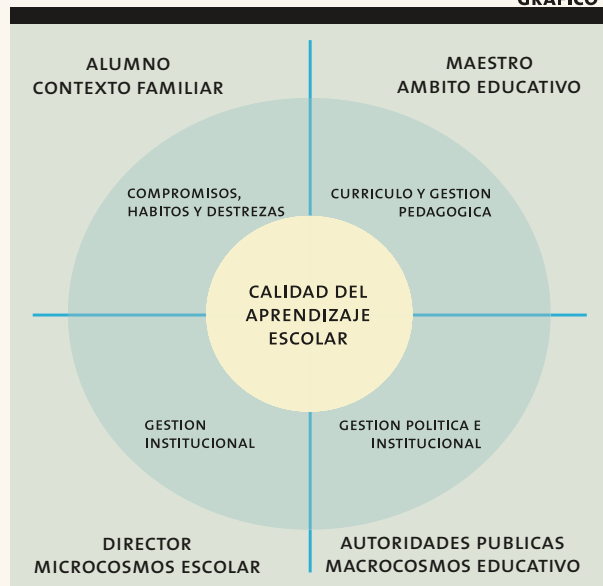 GRAFICO
ALUMNO
CONTEXTO FAMILIAR
MAESTRO
AMBITO EDUCATIVO
COMPROMISOS,
HABITOS Y DESTREZAS
CURRICULO Y GESTION
PEDAGOGICA
CALIDAD DEL
APRENDIZAJE
ESCOLAR
GESTION
INSTITUCIONAL
GESTION POLITICA E
INSTITUCIONAL
DIRECTOR
MICROCOSMOS ESCOLAR
AUTORIDADES PUBLICAS
MACROCOSMOS EDUCATIVO